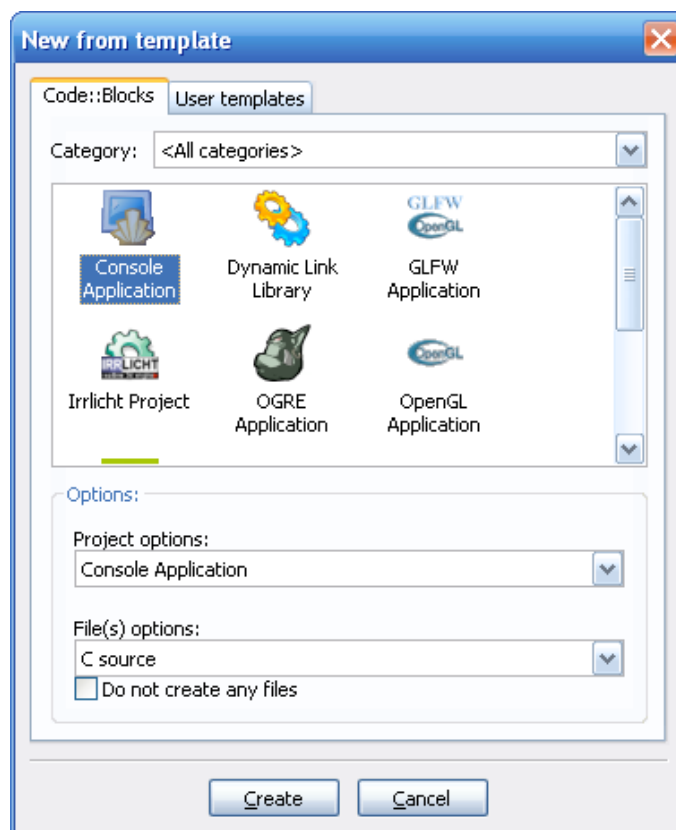 New from template
Code::Blocks
User templates
Category:
<All categories>
GLFW
OpenGL
Console
Application
Dynamic Link
Library
GLFW
Application
IRRLICHT
OpenGL
Irrlicht Project
OGRE
Application
OpenGL
Application
Options:
Project options:
Console Application
File(s) options:
C source
Do not create any files
Create
Cancel